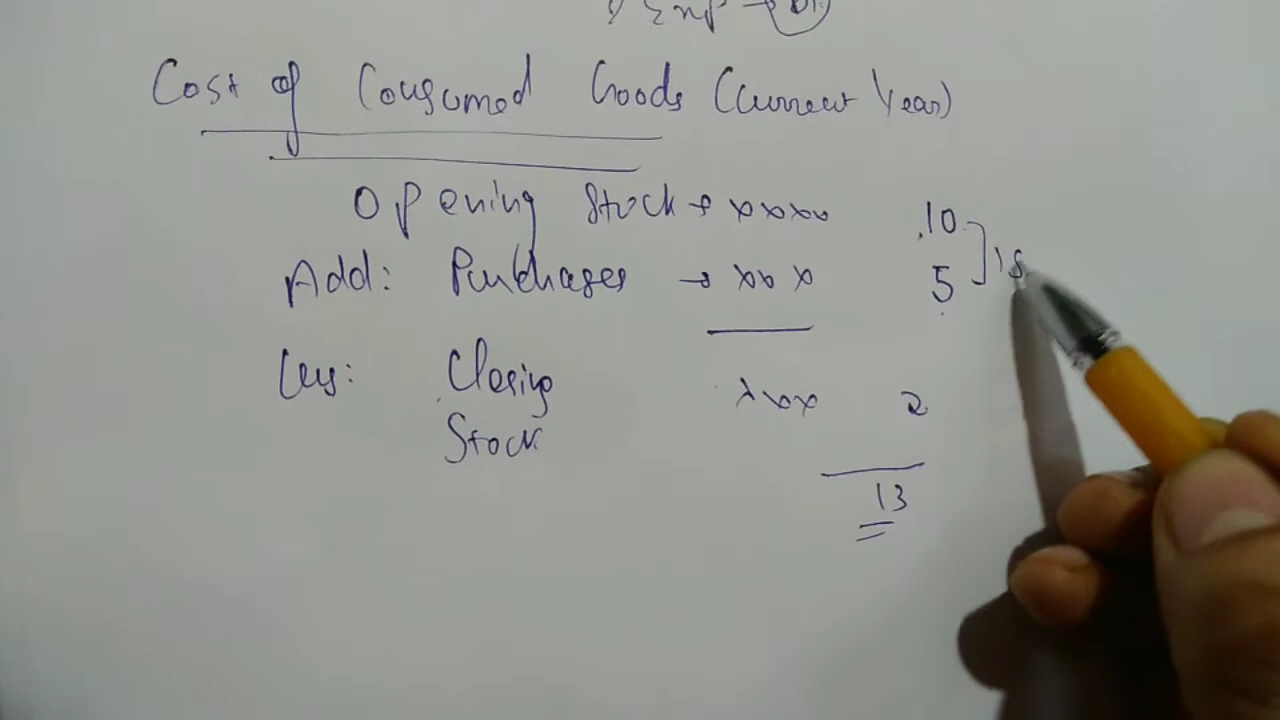 Exp →
Cost of Consumed Goods (Current Year)
Opening Stock → xxxx 10
Add: Purchases → xxx 5 15
Less: Closing xxx 2
Stock
13